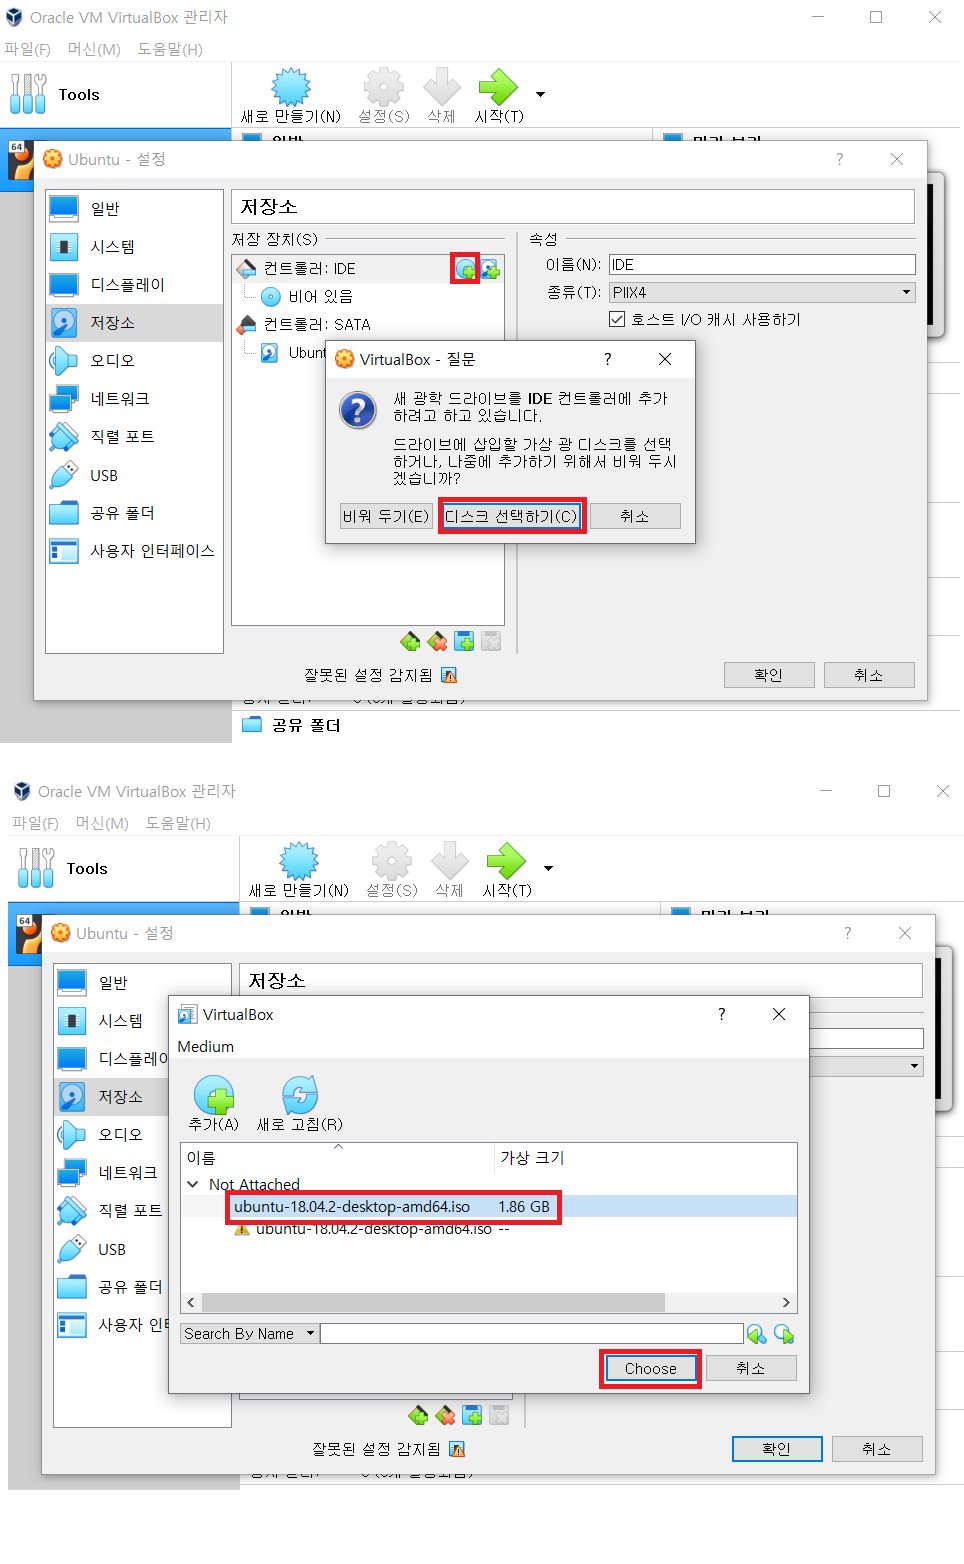 Oracle VM VirtualBox 관리자
파일(F) 머신(M) 도움말(H)
Tools
새로 만들기(N) 설정(S) 삭제 시작(T)
64
Ubuntu - 설정
?
일반
시스템
디스플레이
저장소
오디오
네트워크
직렬 포트
USB
공유 폴더
사용자 인터페이스
저장소
저장 장치(S)
컨트롤러: IDE
비어 있음
컨트롤러: SATA
속성
이름(N): IDE
종류(T): PIIX4
호스트 I/O 캐시 사용하기
VirtualBox - 질문
?
새 광학 드라이브를 IDE 컨트롤러에 추가
하려고 하고 있습니다.
드라이브에 삽입할 가상 광 디스크를 선택
하거나, 나중에 추가하기 위해서 비워 두시
겠습니까?
비워 두기(E) 디스크 선택하기(C) 취소
잘못된 설정 감지됨
확인 취소
공유 폴더
Oracle VM VirtualBox 관리자
파일(F) 머신(M) 도움말(H)
Tools
새로 만들기(N) 설정(S) 삭제 시작(T)
64
Ubuntu - 설정
?
일반
시스템
디스플레이
저장소
오디오
네트워크
직렬 포트
USB
공유 폴더
사용자
저장소
VirtualBox
?
Medium
추가(A) 새로 고침(R)
이름 가상 크기
Not Attached
ubuntu-18.04.2-desktop-amd64.iso 1.86 GB
ubuntu-18.04.2-desktop-amd64.iso --
Search By Name
Choose 취소
잘못된 설정 감지됨
확인 취소